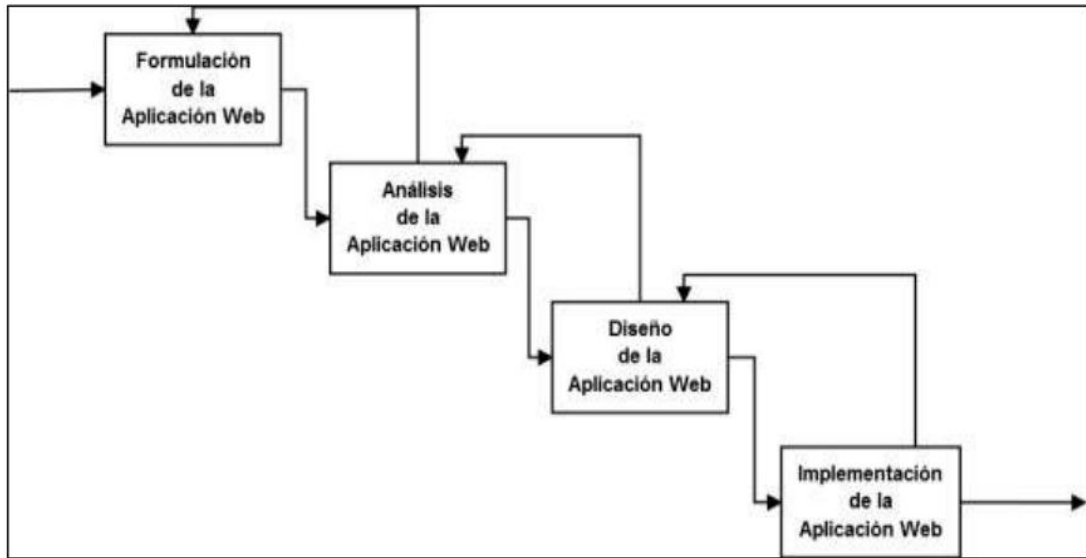 Formulación
de la
Aplicación Web
Análisis
de la
Aplicación Web
Diseño
de la
Aplicación Web
Implementación
de la
Aplicación Web